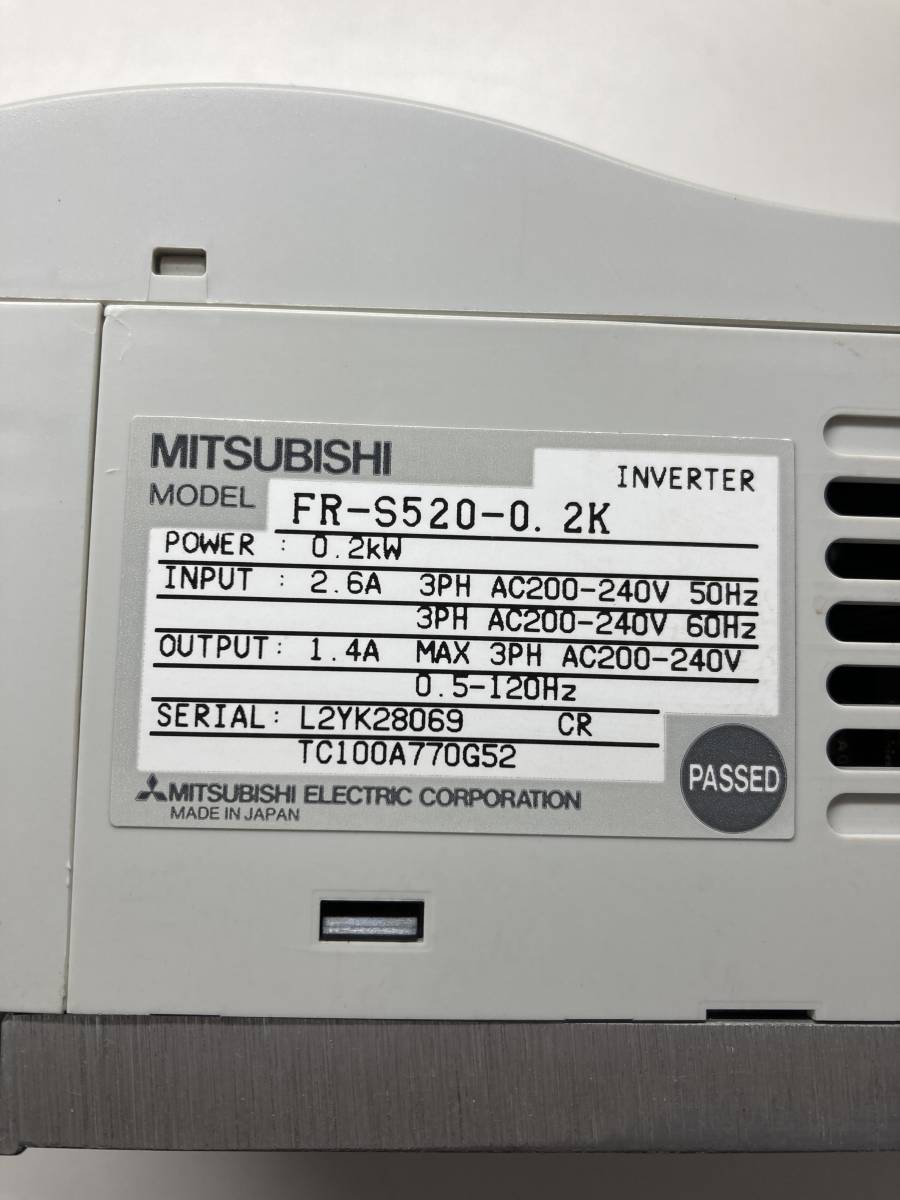 MITSUBISHI
INVERTER
MODEL FR-S520-0.2K
POWER : 0.2kW
INPUT : 2.6A 3PH AC200-240V 50Hz
3PH AC200-240V 60Hz
OUTPUT: 1.4A MAX 3PH AC200-240V
0.5-120Hz
SERIAL: L2YK28069 CR
TC100A770G52
PASSED
MITSUBISHI ELECTRIC CORPORATION
MADE IN JAPAN